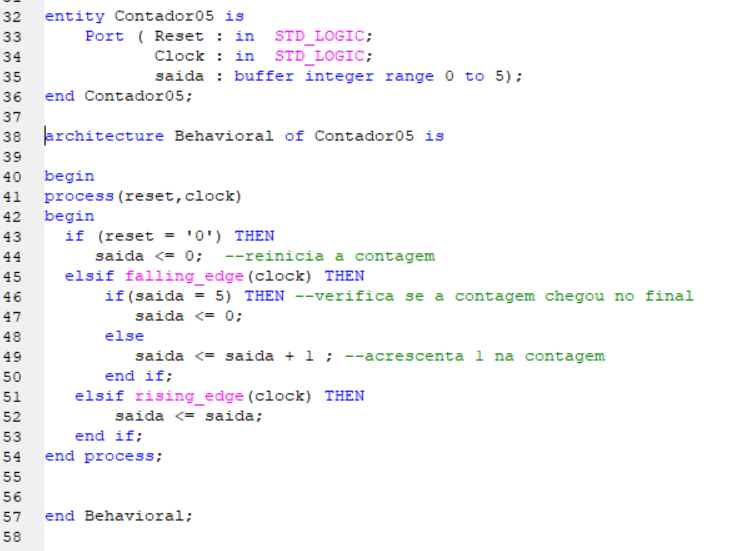 32 entity Contador05 is
33     Port ( Reset : in  STD_LOGIC;
34            Clock : in  STD_LOGIC;
35            saida : buffer integer range 0 to 5);
36 end Contador05;
37
38 architecture Behavioral of Contador05 is
39
40 begin
41 process(reset,clock)
42 begin
43   if (reset = '0') THEN
44      saida <= 0;  --reinicia a contagem
45   elsif falling_edge(clock) THEN
46       if(saida = 5) THEN --verifica se a contagem chegou no final
47          saida <= 0;
48       else
49          saida <= saida + 1 ; --acrescenta 1 na contagem
50       end if;
51    elsif rising_edge(clock) THEN
52        saida <= saida;
53    end if;
54 end process;
55
56
57 end Behavioral;
58